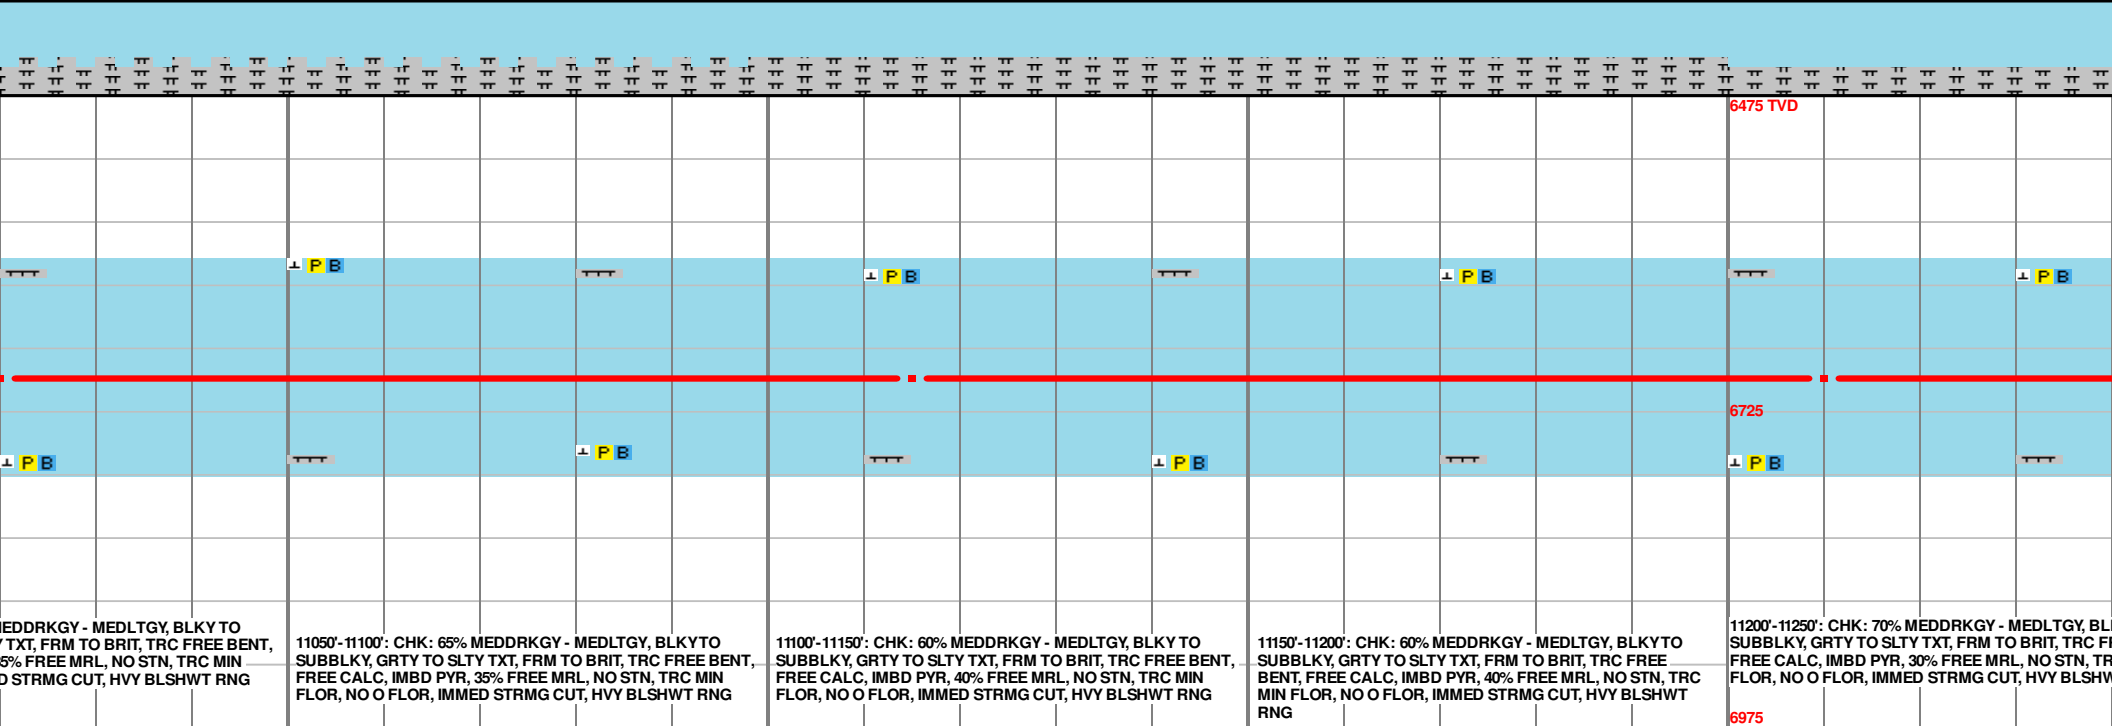 6475 TVD
P B
P B
P B
P B
6725
P B
P B
P B
P B
MEDDRKGY - MEDLTGY, BLKY TO
TXT, FRM TO BRIT, TRC FREE BENT,
5% FREE MRL, NO STN, TRC MIN
STRMG CUT, HVY BLSHWT RNG
11050'-11100': CHK: 65% MEDDRKGY - MEDLTGY, BLKY TO
SUBBLKY, GRTY TO SLTY TXT, FRM TO BRIT, TRC FREE BENT,
FREE CALC, IMBD PYR, 35% FREE MRL, NO STN, TRC MIN
FLOR, NO O FLOR, IMMED STRMG CUT, HVY BLSHWT RNG
11100'-11150': CHK: 60% MEDDRKGY - MEDLTGY, BLKY TO
SUBBLKY, GRTY TO SLTY TXT, FRM TO BRIT, TRC FREE BENT,
FREE CALC, IMBD PYR, 40% FREE MRL, NO STN, TRC MIN
FLOR, NO O FLOR, IMMED STRMG CUT, HVY BLSHWT RNG
11150'-11200': CHK: 60% MEDDRKGY - MEDLTGY, BLKY TO
SUBBLKY, GRTY TO SLTY TXT, FRM TO BRIT, TRC FREE
BENT, FREE CALC, IMBD PYR, 40% FREE MRL, NO STN, TRC
MIN FLOR, NO O FLOR, IMMED STRMG CUT, HVY BLSHWT
RNG
11200'-11250': CHK: 70% MEDDRKGY - MEDLTGY, BL
SUBBLKY, GRTY TO SLTY TXT, FRM TO BRIT, TRC F
FREE CALC, IMBD PYR, 30% FREE MRL, NO STN, TR
FLOR, NO O FLOR, IMMED STRMG CUT, HVY BLSHW
6975